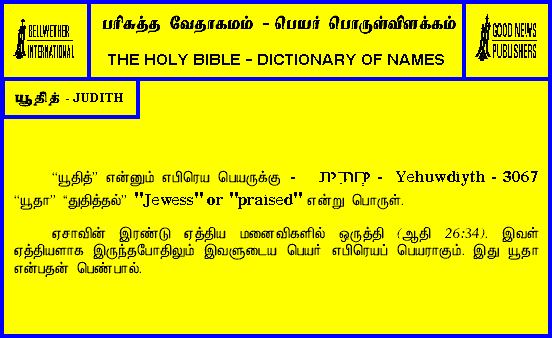 BELLWETHER
INTERNATIONAL
பரிசுத்த வேதாகமம் - பெயர் பொருள்விளக்கம்
THE HOLY BIBLE - DICTIONARY OF NAMES
GOOD NEWS
PUBLISHERS
யூதித் - JUDITH
“யூதித்” என்னும் எபிரெய பெயருக்கு - יְהוּדִית - Yehuwdiyth - 3067
“யூதா” “துதித்தல்” "Jewess" or "praised" என்று பொருள்.
ஏசாவின் இரண்டு ஏத்திய மனைவிகளில் ஒருத்தி (ஆதி 26:34). இவள்
ஏத்தியளாக இருந்தபோதிலும் இவளுடைய பெயர் எபிரெயப் பெயராகும். இது யூதா
என்பதன் பெண்பால்.